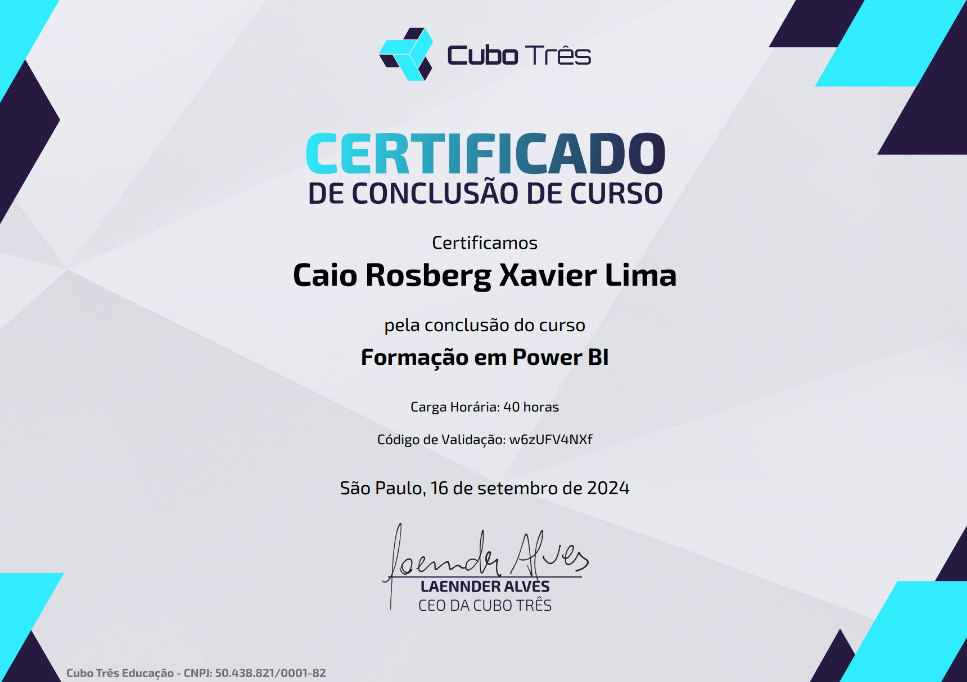 Cubo Três
CERTIFICADO
DE CONCLUSÃO DE CURSO
Certificamos
Caio Rosberg Xavier Lima
pela conclusão do curso
Formação em Power BI
Carga Horária: 40 horas
Código de Validação: w6zUFV4NXf
São Paulo, 16 de setembro de 2024
Laennder Alves
LAENNDER ALVES
CEO DA CUBO TRÊS
Cubo Três Educação - CNPJ: 50.438.821/0001-82